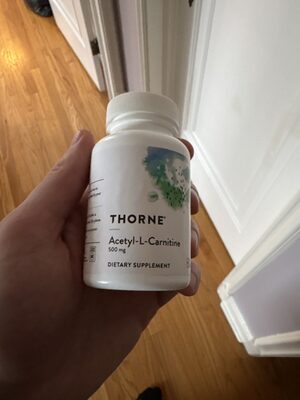 THORNE®
Acetyl-L-Carnitine
500 mg
DIETARY SUPPLEMENT